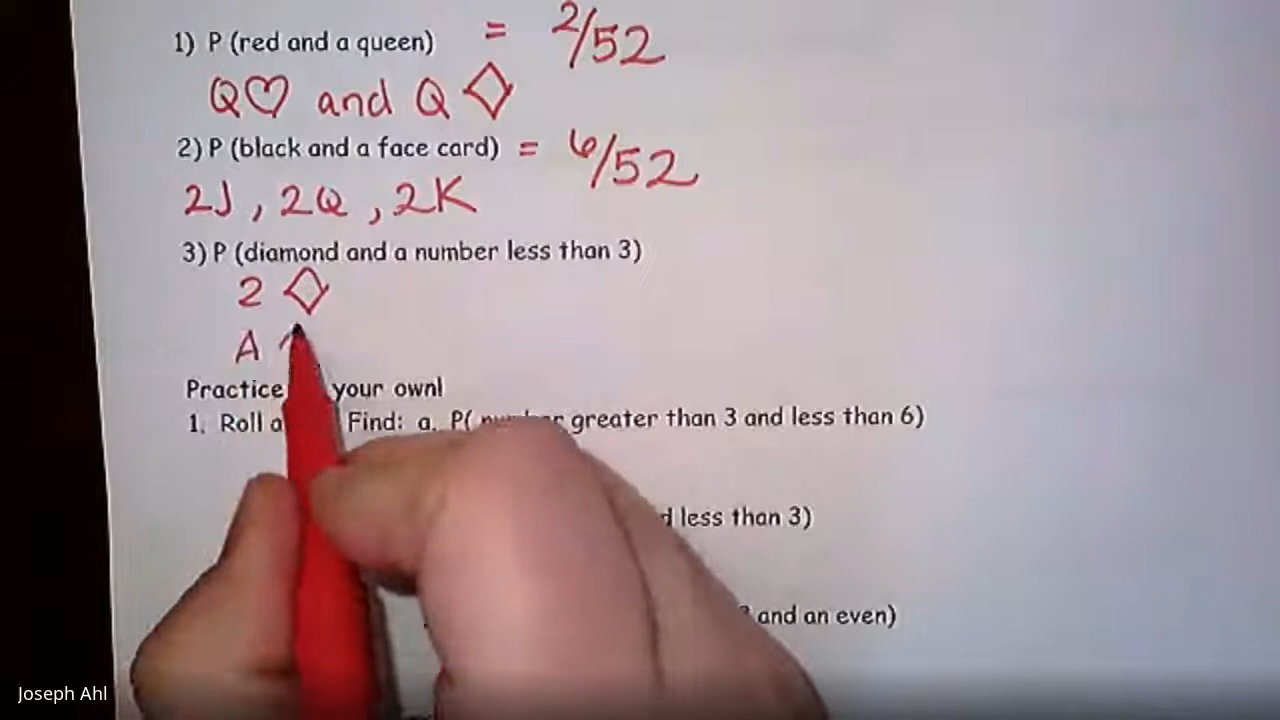 1) P (red and a queen) = 2/52
Q♡ and Q ◇
2) P (black and a face card) = 6/52
2J, 2Q, 2K
3) P (diamond and a number less than 3)
2 ◇
A
Practice your own!
1. Roll a Find: a. P( number greater than 3 and less than 6)
less than 3)
and an even)
Joseph Ahl